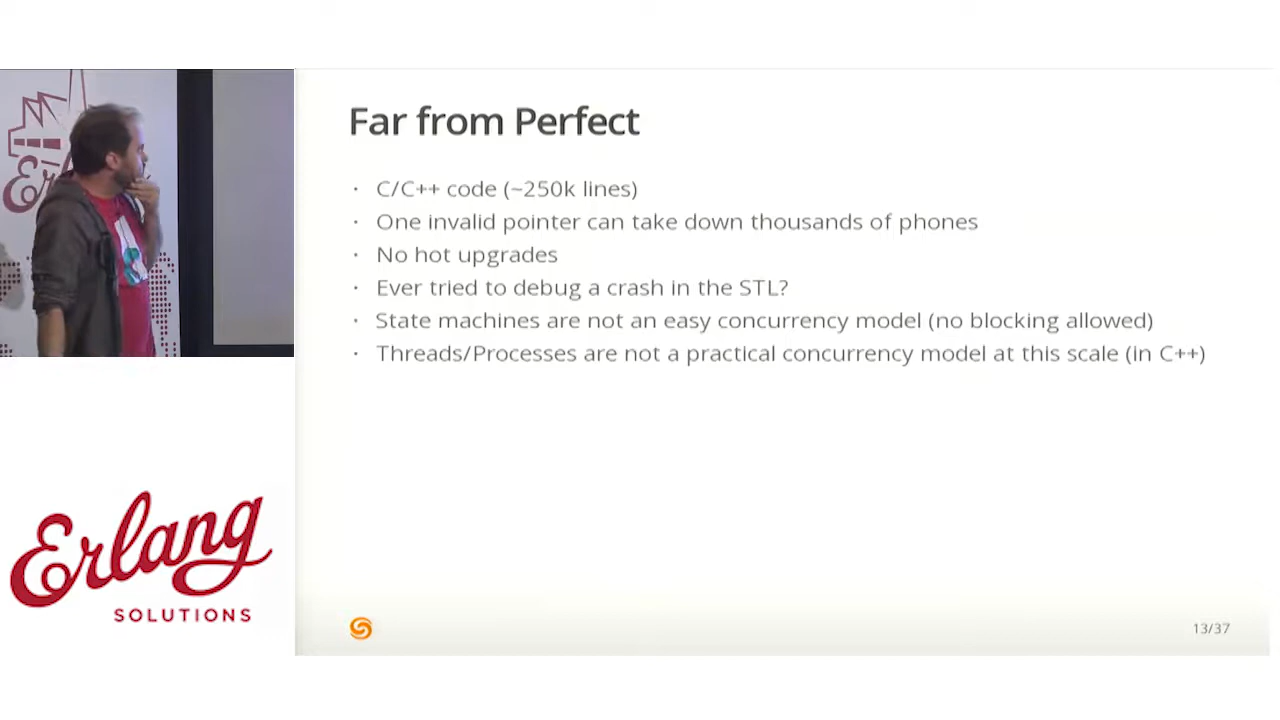 Far from Perfect
· C/C++ code (~250k lines)
· One invalid pointer can take down thousands of phones
· No hot upgrades
· Ever tried to debug a crash in the STL?
· State machines are not an easy concurrency model (no blocking allowed)
· Threads/Processes are not a practical concurrency model at this scale (in C++)
Erlang
SOLUTIONS
13/37